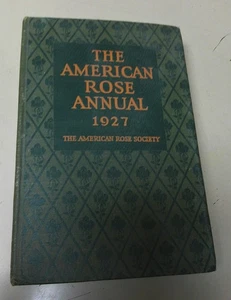 THE
AMERICAN
ROSE
ANNUAL
1927
THE AMERICAN ROSE SOCIETY